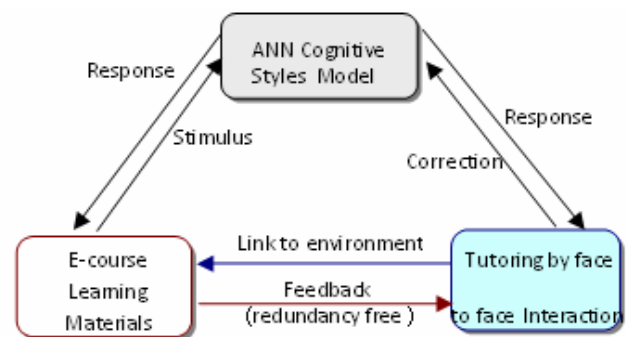 ANN Cognitive
Styles Model
Response
Stimulus
Response
Correction
Link to environment
Feedback
(redundancy free )
E-course
Learning
Materials
Tutoring by face
to face Interaction